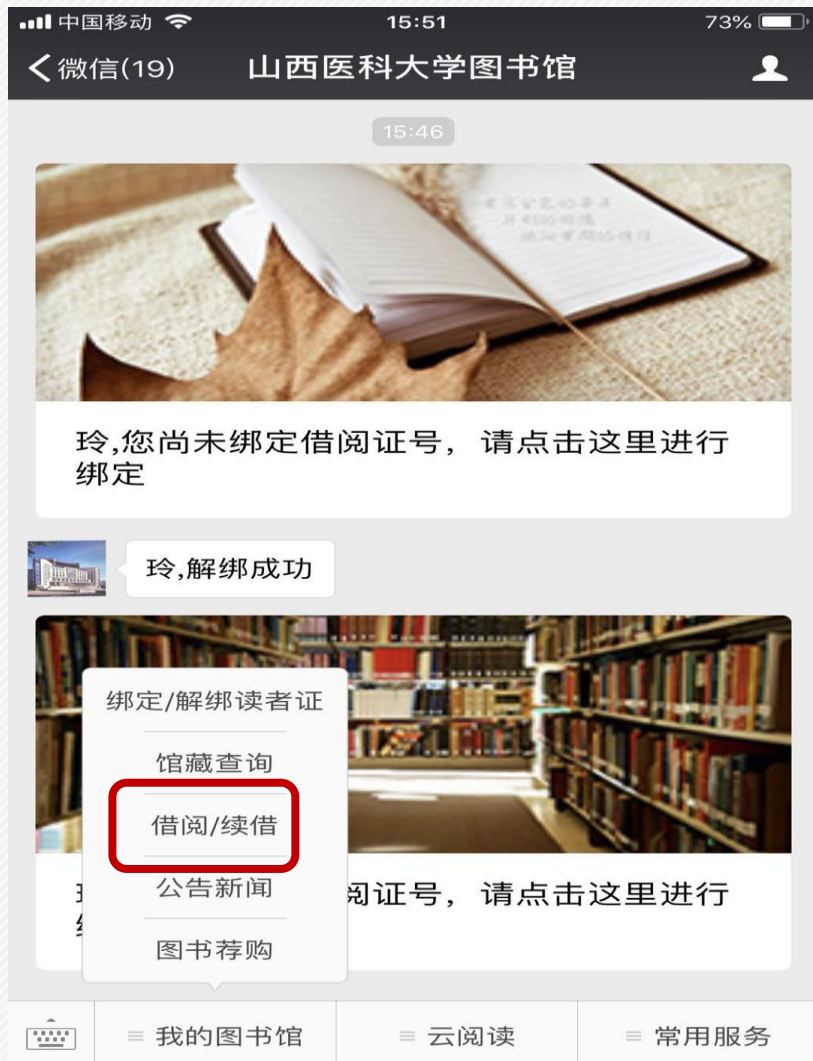 中国移动 15:51 73%
微信(19) 山西医科大学图书馆
15:46
玲,您尚未绑定借阅证号，请点击这里进行
绑定
玲,解绑成功
绑定/解绑读者证
馆藏查询
借阅/续借
公告新闻
图书荐购
阅证号，请点击这里进行
我的图书馆 云阅读 常用服务